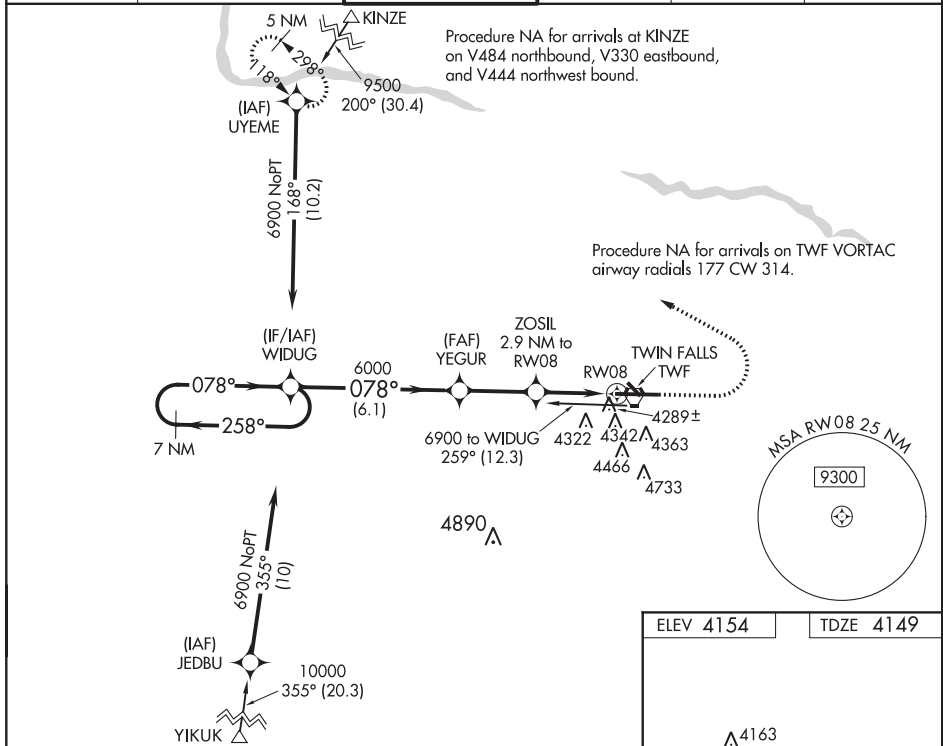 5 NM
KINZE
298°
118°
9500
200° (30.4)
(IAF)
UYEME
Procedure NA for arrivals at KINZE
on V484 northbound, V330 eastbound,
and V444 northwest bound.
6900 NoPT
168°
(10.2)
Procedure NA for arrivals on TWF VORTAC
airway radials 177 CW 314.
(IF/IAF)
WIDUG
078°
258°
7 NM
6000
078°
(6.1)
(FAF)
YEGUR
ZOSIL
2.9 NM to
RW08
RW08
TWIN FALLS
TWF
6900 to WIDUG
259° (12.3)
4289±
4322
4342
4363
4466
4733
4890
MSA RW08 25 NM
9300
6900 NoPT
355°
(10)
(IAF)
JEDBU
10000
355° (20.3)
YIKUK
ELEV 4154
TDZE 4149
4163